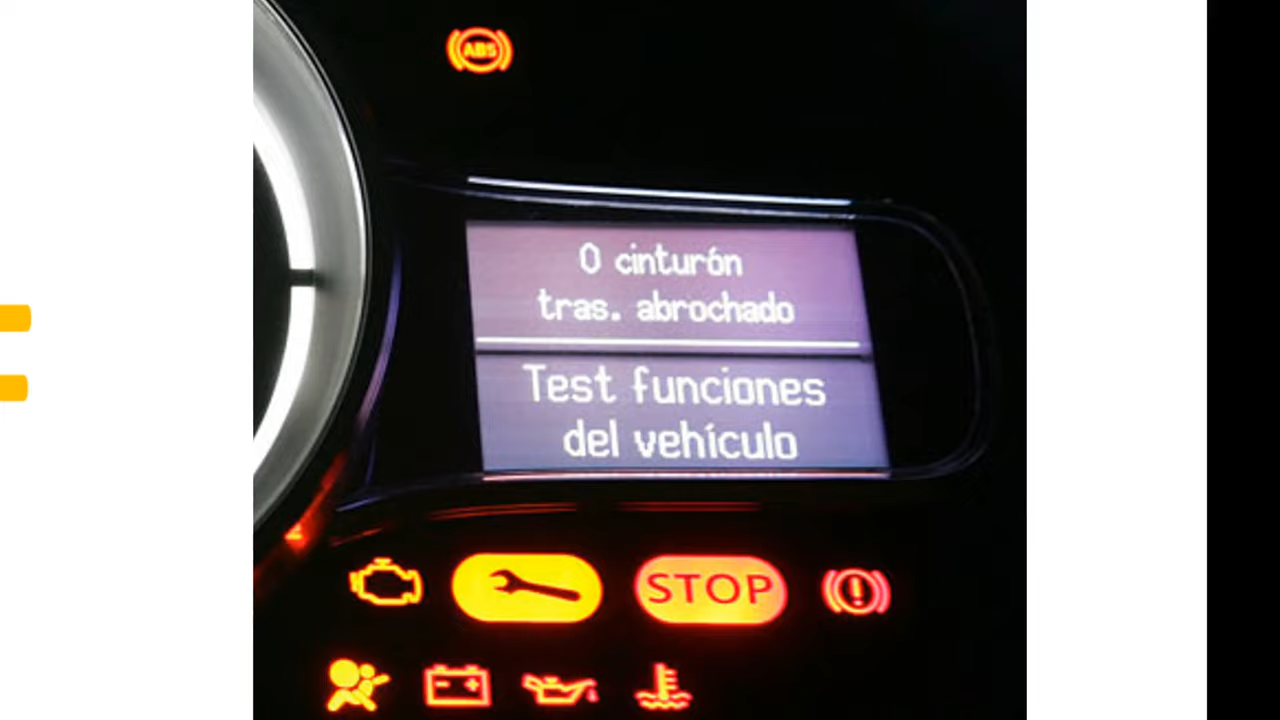 ABS
0 cinturón
tras. abrochado
Test funciones
del vehículo
STOP